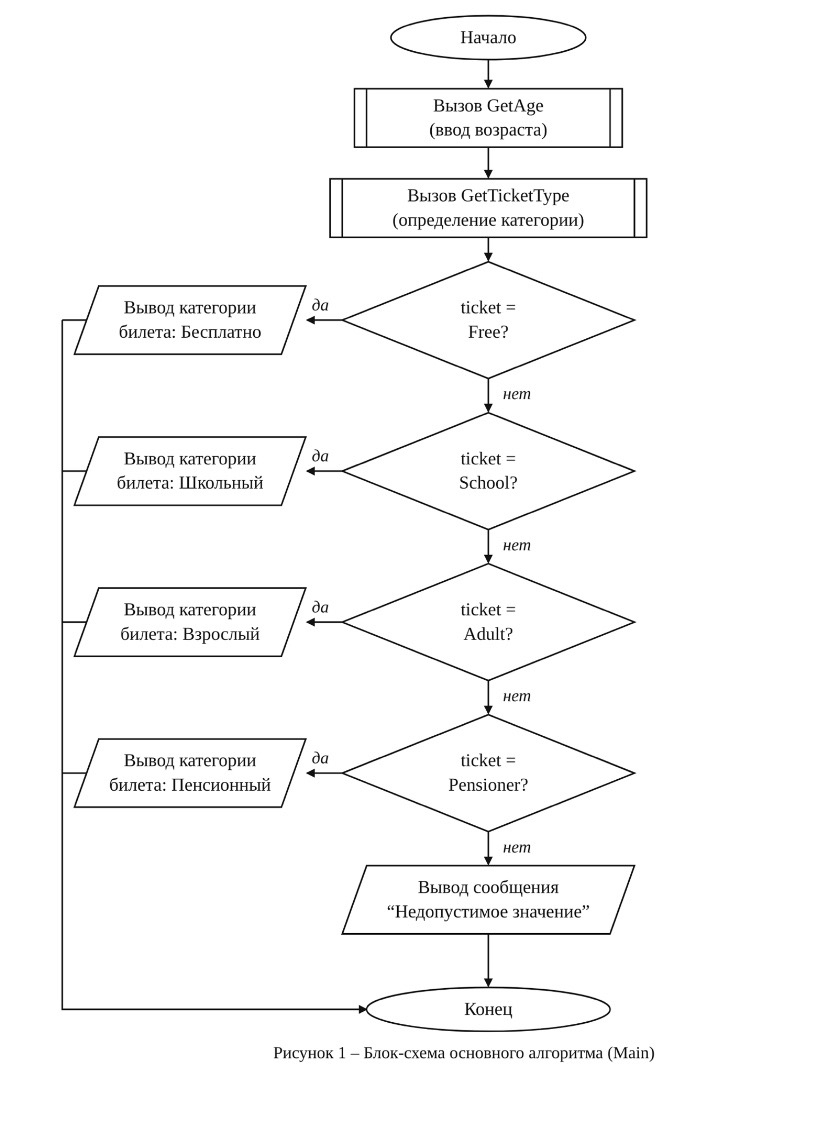 Начало
Вызов GetAge
(ввод возраста)
Вызов GetTicketType
(определение категории)
ticket =
Free?
да
Вывод категории
билета: Бесплатно
нет
ticket =
School?
да
Вывод категории
билета: Школьный
нет
ticket =
Adult?
да
Вывод категории
билета: Взрослый
нет
ticket =
Pensioner?
да
Вывод категории
билета: Пенсионный
нет
Вывод сообщения
“Недопустимое значение”
Конец
Рисунок 1 – Блок-схема основного алгоритма (Main)